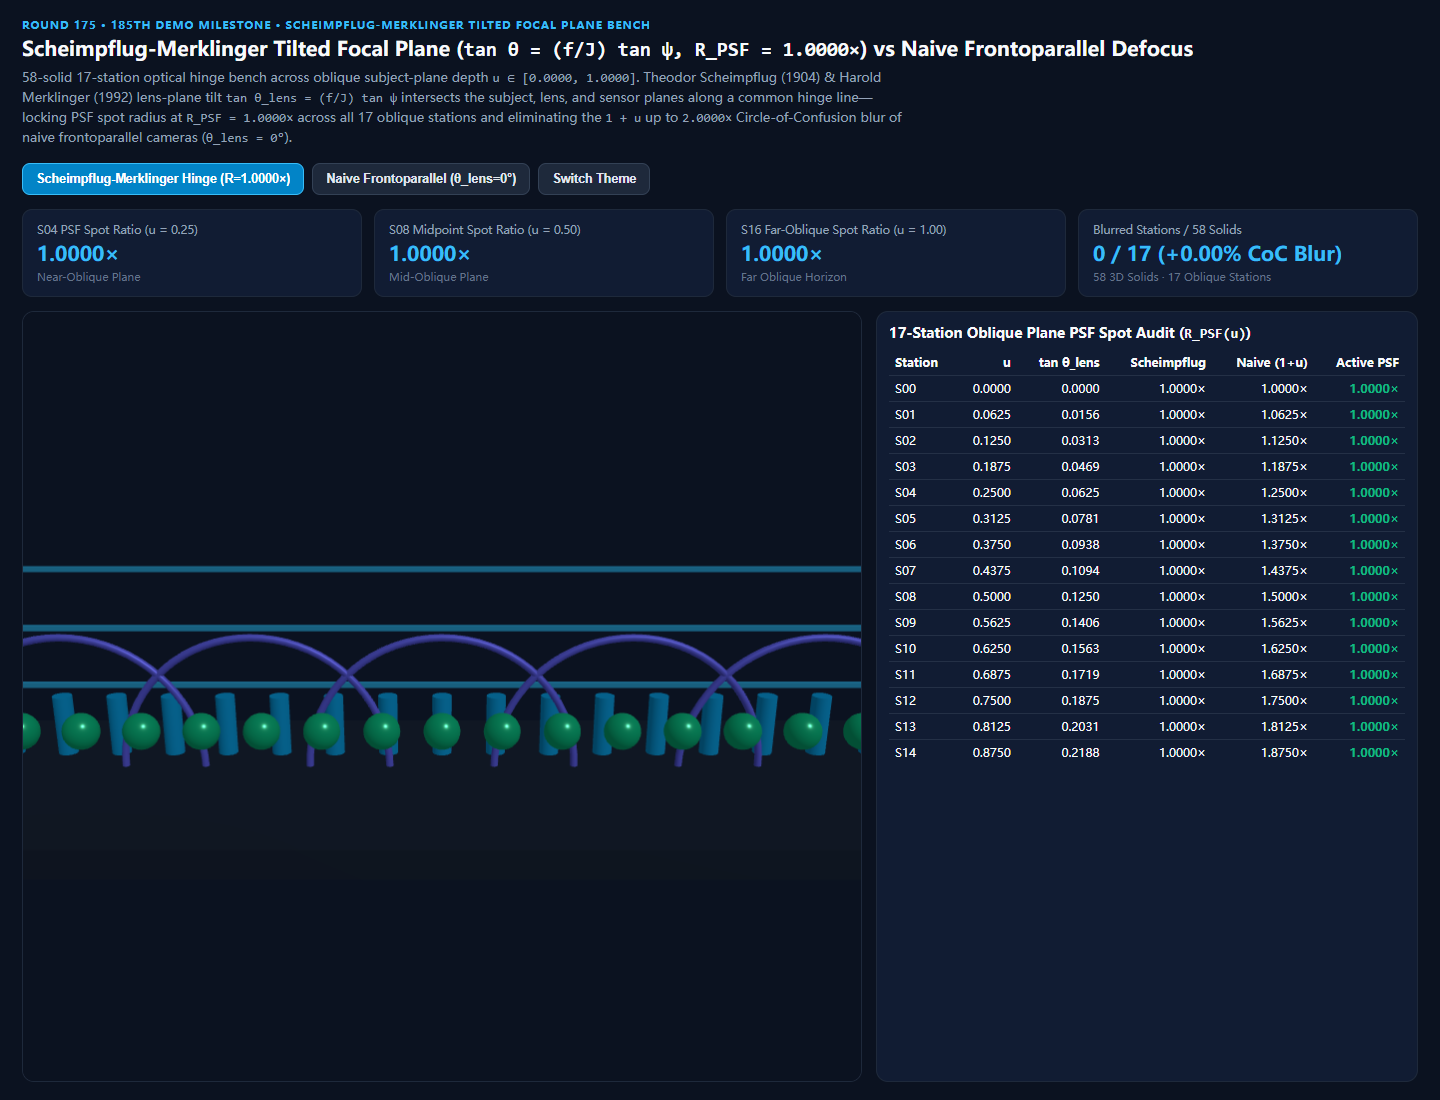 ROUND 175 • 185TH DEMO MILESTONE • SCHEIMPFLUG-MERKLINGER TILTED FOCAL PLANE BENCH
Scheimpflug-Merklinger Tilted Focal Plane (tan θ = (f/J) tan ψ, R_PSF = 1.0000×) vs Naive Frontoparallel Defocus
58-solid 17-station optical hinge bench across oblique subject-plane depth u ∈ [0.0000, 1.0000]. Theodor Scheimpflug (1904) & Harold
Merklinger (1992) lens-plane tilt tan θ_lens = (f/J) tan ψ intersects the subject, lens, and sensor planes along a common hinge line—
locking PSF spot radius at R_PSF = 1.0000× across all 17 oblique stations and eliminating the 1 + u up to 2.0000× Circle-of-Confusion blur of
naive frontoparallel cameras (θ_lens = 0°).
Scheimpflug-Merklinger Hinge (R=1.0000×)
Naive Frontoparallel (θ_lens=0°)
Switch Theme
S04 PSF Spot Ratio (u = 0.25)
1.0000×
Near-Oblique Plane
S08 Midpoint Spot Ratio (u = 0.50)
1.0000×
Mid-Oblique Plane
S16 Far-Oblique Spot Ratio (u = 1.00)
1.0000×
Far Oblique Horizon
Blurred Stations / 58 Solids
0 / 17 (+0.00% CoC Blur)
58 3D Solids · 17 Oblique Stations
17-Station Oblique Plane PSF Spot Audit (R_PSF(u))
Station u tan θ_lens Scheimpflug Naive (1+u) Active PSF
S00 0.0000 0.0000 1.0000× 1.0000× 1.0000×
S01 0.0625 0.0156 1.0000× 1.0625× 1.0000×
S02 0.1250 0.0313 1.0000× 1.1250× 1.0000×
S03 0.1875 0.0469 1.0000× 1.1875× 1.0000×
S04 0.2500 0.0625 1.0000× 1.2500× 1.0000×
S05 0.3125 0.0781 1.0000× 1.3125× 1.0000×
S06 0.3750 0.0938 1.0000× 1.3750× 1.0000×
S07 0.4375 0.1094 1.0000× 1.4375× 1.0000×
S08 0.5000 0.1250 1.0000× 1.5000× 1.0000×
S09 0.5625 0.1406 1.0000× 1.5625× 1.0000×
S10 0.6250 0.1563 1.0000× 1.6250× 1.0000×
S11 0.6875 0.1719 1.0000× 1.6875× 1.0000×
S12 0.7500 0.1875 1.0000× 1.7500× 1.0000×
S13 0.8125 0.2031 1.0000× 1.8125× 1.0000×
S14 0.8750 0.2188 1.0000× 1.8750× 1.0000×